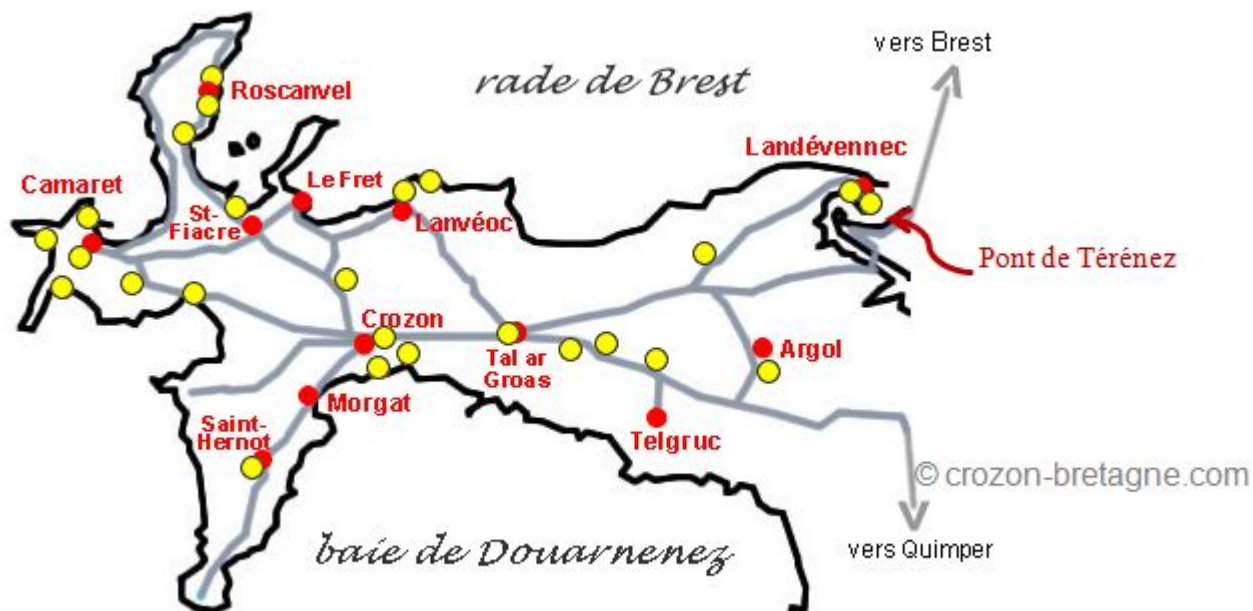 vers Brest
rade de Brest
Roscanvel
Landévennec
Camaret
Le Fret
St-
Fiacre
Lanvéoc
Pont de Térénez
Crozon
Tal ar
Groas
Argol
Morgat
Saint-
Hernot
Telgruc
© crozon-bretagne.com
baie de Douarnenez
vers Quimper